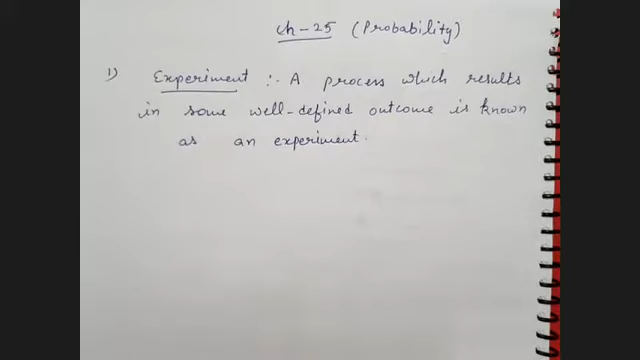 Ch - 25 (Probability)
1) Experiment :- A process which results
in some well-defined outcome is known
as an experiment.